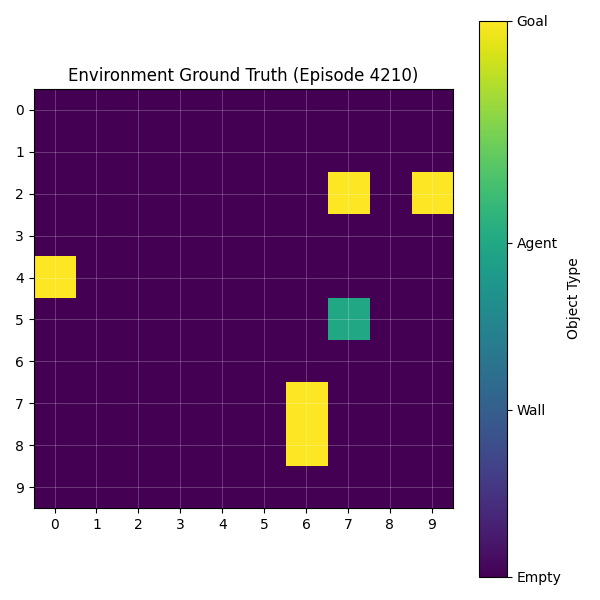 Environment Ground Truth (Episode 4210)
Goal
0
1
2
3
4
5
6
7
8
9
Agent
Wall
Empty
Object Type
0 1 2 3 4 5 6 7 8 9